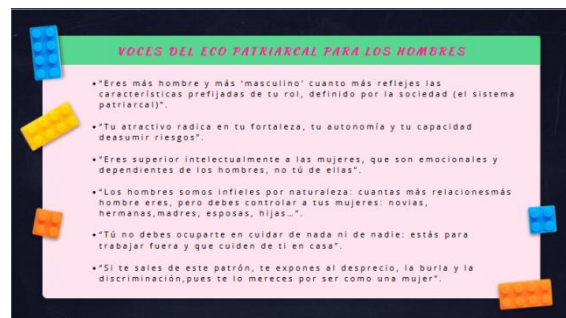 VOCES DEL ECO PATRIARCAL PARA LOS HOMBRES
•"Eres más hombre y más 'masculino' cuanto más reflejes las
características prefijadas de tu rol, definido por la sociedad (el sistema
patriarcal)".
•"Tu atractivo radica en tu fortaleza, tu autonomía y tu capacidad
deasumir riesgos".
•"Eres superior intelectualmente a las mujeres, que son emocionales y
dependientes de los hombres, no tú de ellas".
•"Los hombres somos infieles por naturaleza: cuantas más relacionesmás
hombre eres, pero debes controlar a tus mujeres: novias,
hermanas,madres, esposas, hijas…".
•"Tú no debes ocuparte en cuidar de nada ni de nadie: estás para
trabajar fuera y que cuiden de ti en casa".
•"Si te sales de este patrón, te expones al desprecio, la burla y la
discriminación,pues te lo mereces por ser como una mujer".